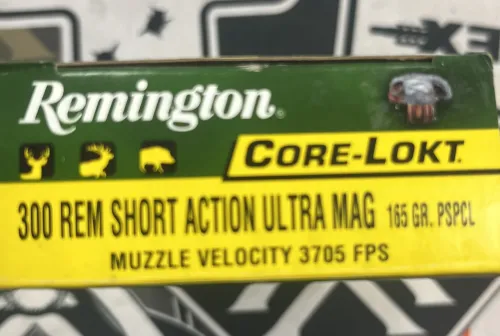 Remington
CORE-LOKT
300 REM SHORT ACTION ULTRA MAG 165 GR. PSPCL
MUZZLE VELOCITY 3705 FPS